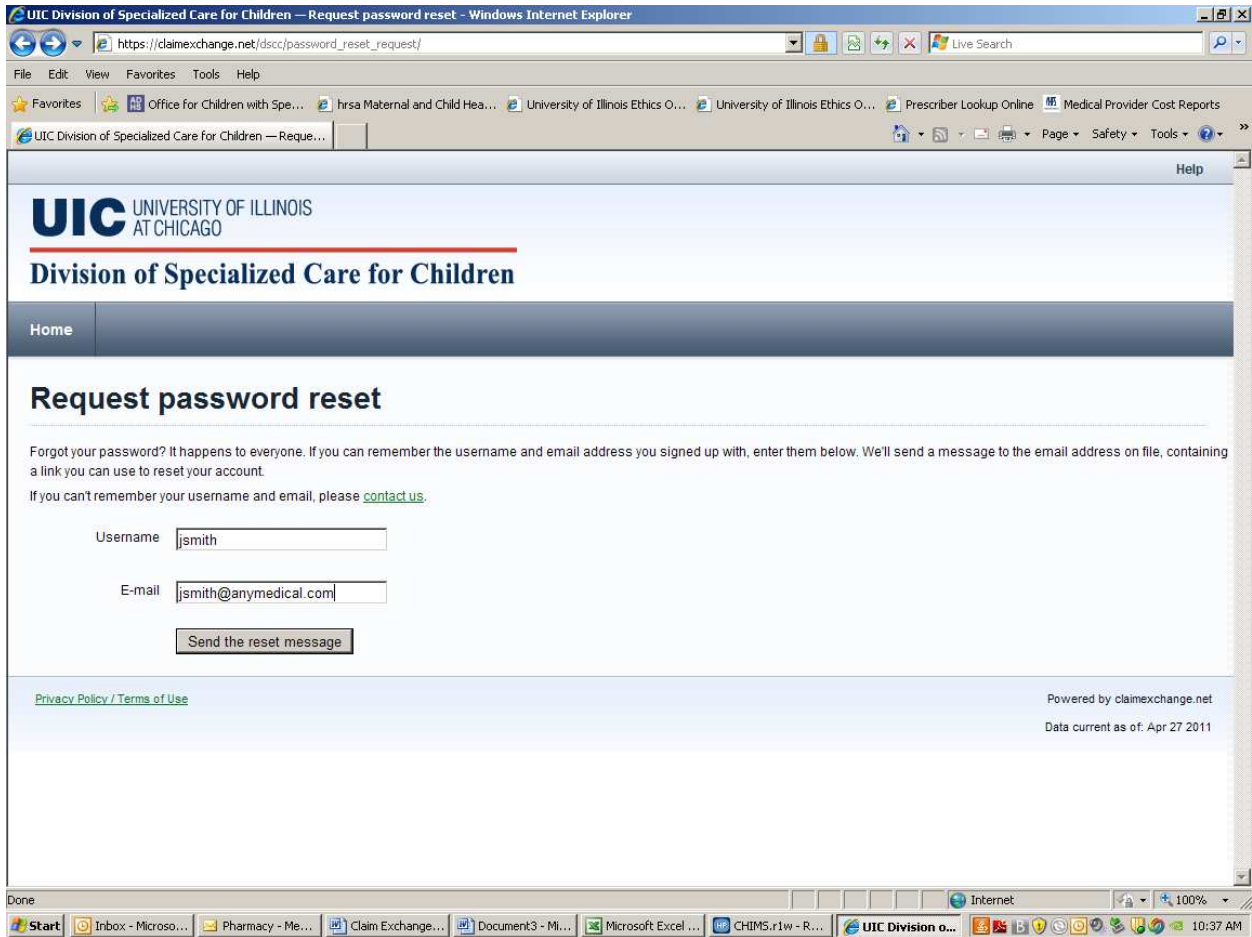 UIC Division of Specialized Care for Children — Request password reset - Windows Internet Explorer
https://claimexchange.net/dscc/password_reset_request/
Live Search
File Edit View Favorites Tools Help
Favorites Office for Children with Spe... hrsa Maternal and Child Hea... University of Illinois Ethics O... University of Illinois Ethics O... Prescriber Lookup Online Medical Provider Cost Reports
UIC Division of Specialized Care for Children — Reque... Page Safety Tools »
Help
UIC UNIVERSITY OF ILLINOIS
AT CHICAGO
Division of Specialized Care for Children
Home
Request password reset
Forgot your password? It happens to everyone. If you can remember the username and email address you signed up with, enter them below. We'll send a message to the email address on file, containing
a link you can use to reset your account.
If you can't remember your username and email, please contact us.
Username jsmith
E-mail jsmith@anymedical.com
Send the reset message
Privacy Policy / Terms of Use Powered by claimexchange.net
Data current as of: Apr 27 2011
Done Internet 100%
Start Inbox - Microso... Pharmacy - Me... Claim Exchange... Document3 - Mi... Microsoft Excel ... CHIMS.r1w - R... UIC Division o... 10:37 AM